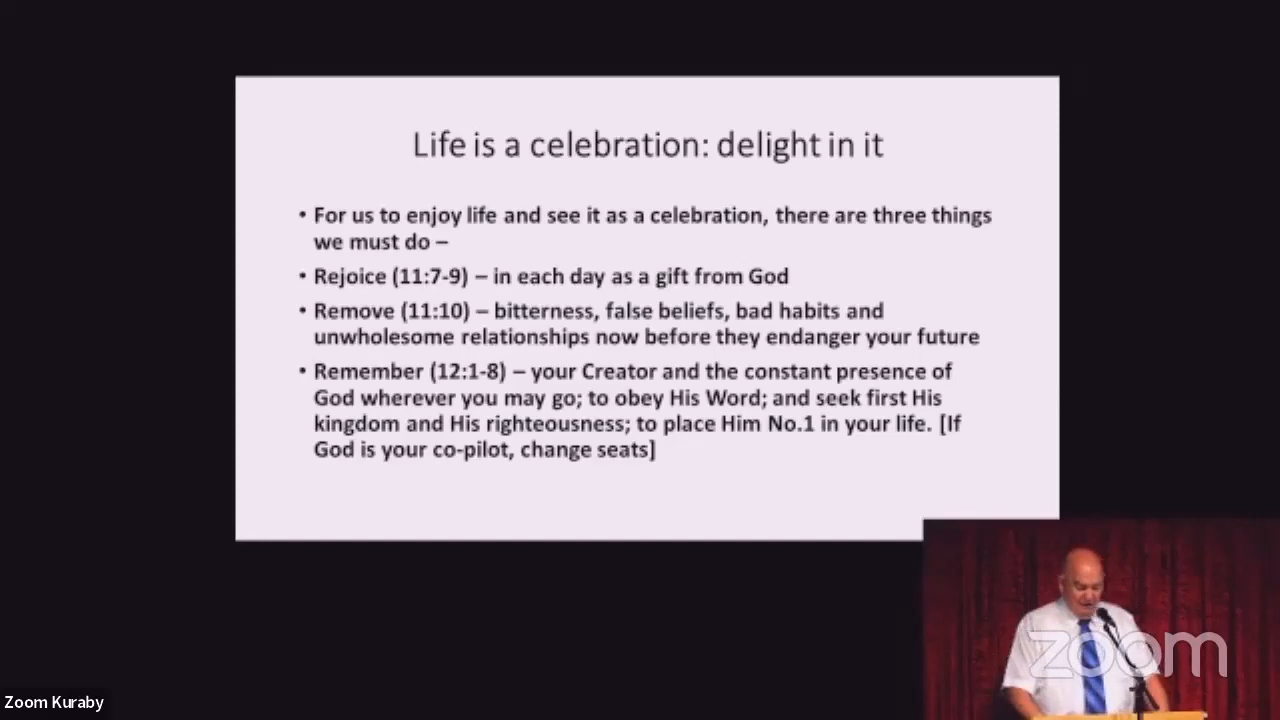 Life is a celebration: delight in it
• For us to enjoy life and see it as a celebration, there are three things
we must do –
• Rejoice (11:7-9) – in each day as a gift from God
• Remove (11:10) – bitterness, false beliefs, bad habits and
unwholesome relationships now before they endanger your future
• Remember (12:1-8) – your Creator and the constant presence of
God wherever you may go; to obey His Word; and seek first His
kingdom and His righteousness; to place Him No.1 in your life. [If
God is your co-pilot, change seats]
zoom
Zoom Kuraby